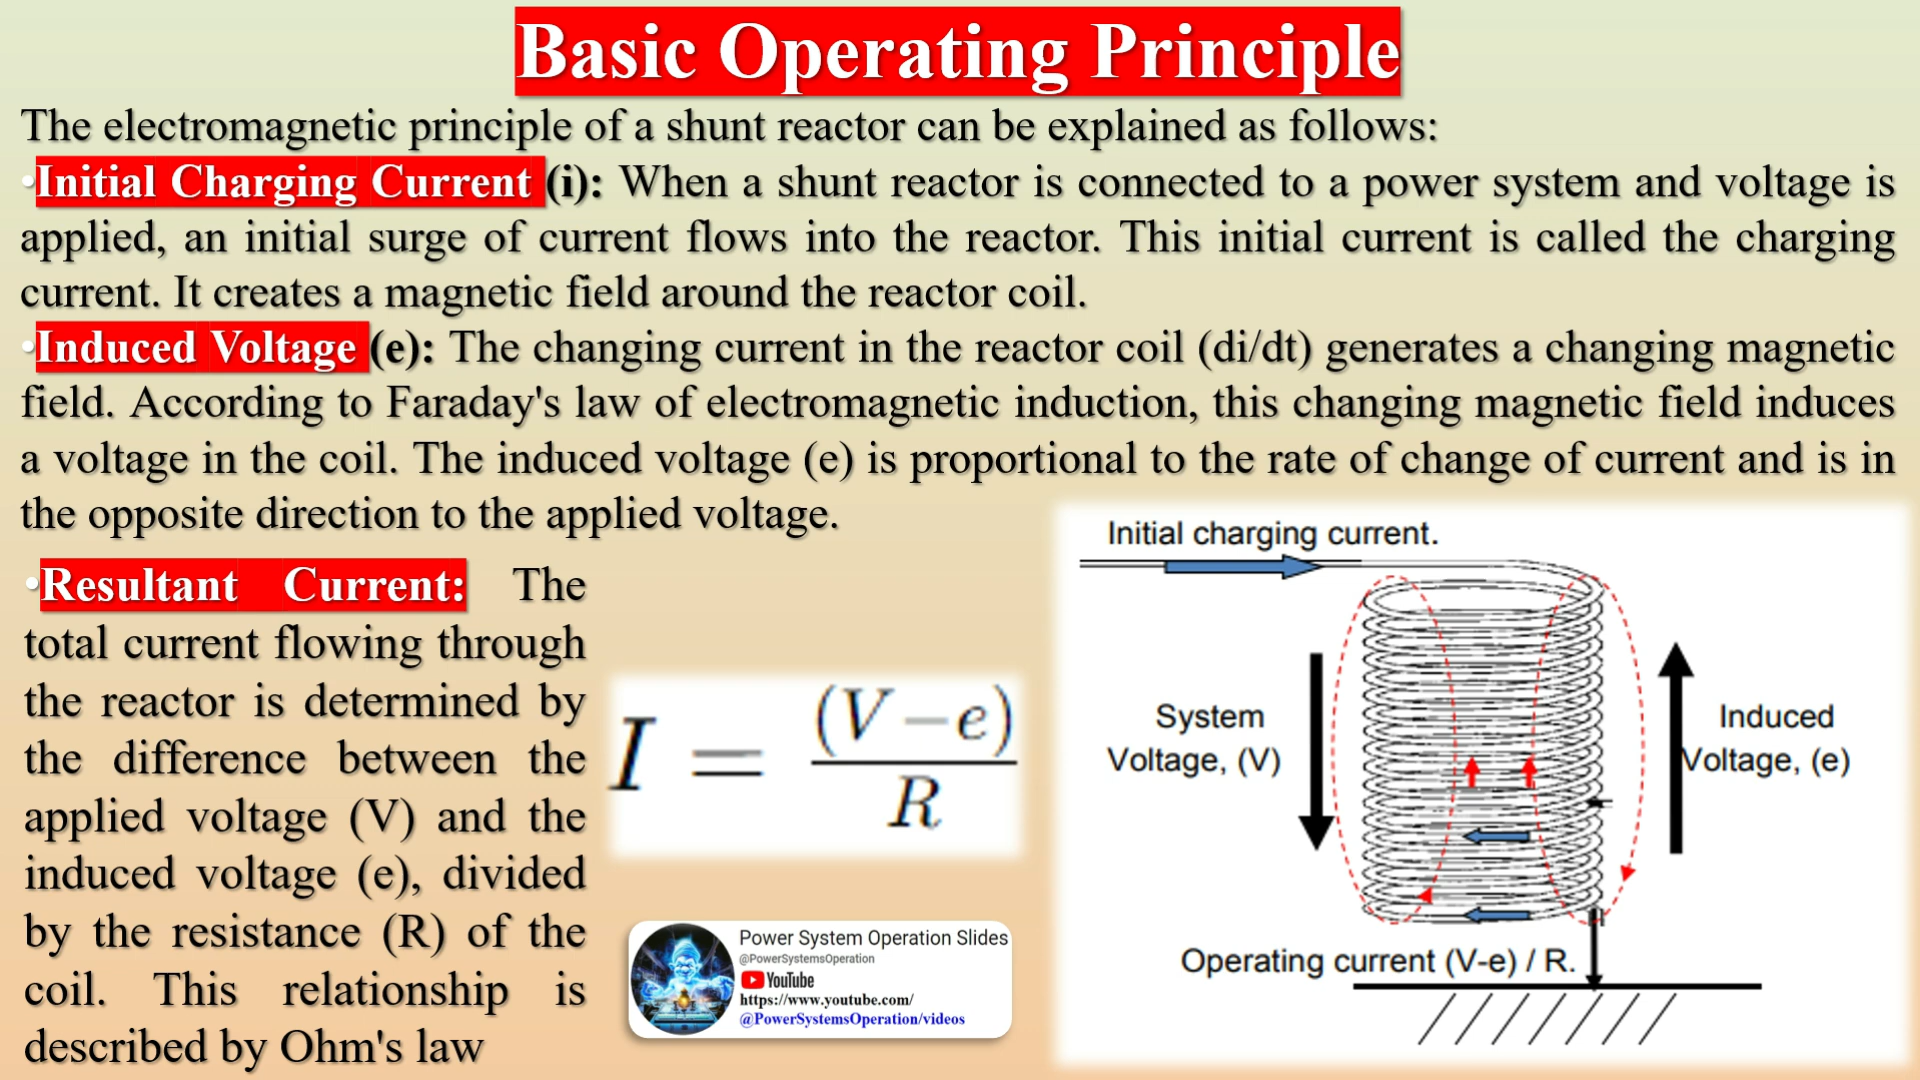 Basic Operating Principle
The electromagnetic principle of a shunt reactor can be explained as follows:
•Initial Charging Current (i): When a shunt reactor is connected to a power system and voltage is
applied, an initial surge of current flows into the reactor. This initial current is called the charging
current. It creates a magnetic field around the reactor coil.
•Induced Voltage (e): The changing current in the reactor coil (di/dt) generates a changing magnetic
field. According to Faraday's law of electromagnetic induction, this changing magnetic field induces
a voltage in the coil. The induced voltage (e) is proportional to the rate of change of current and is in
the opposite direction to the applied voltage.
•Resultant Current: The
total current flowing through
the reactor is determined by
the difference between the
applied voltage (V) and the
induced voltage (e), divided
by the resistance (R) of the
coil. This relationship is
described by Ohm's law
I = (V-e) / R
Power System Operation Slides
@PowerSystemsOperation
YouTube
https://www.youtube.com/
@PowerSystemsOperation/videos
Initial charging current.
System
Voltage, (V)
Induced
Voltage, (e)
Operating current (V-e) / R.